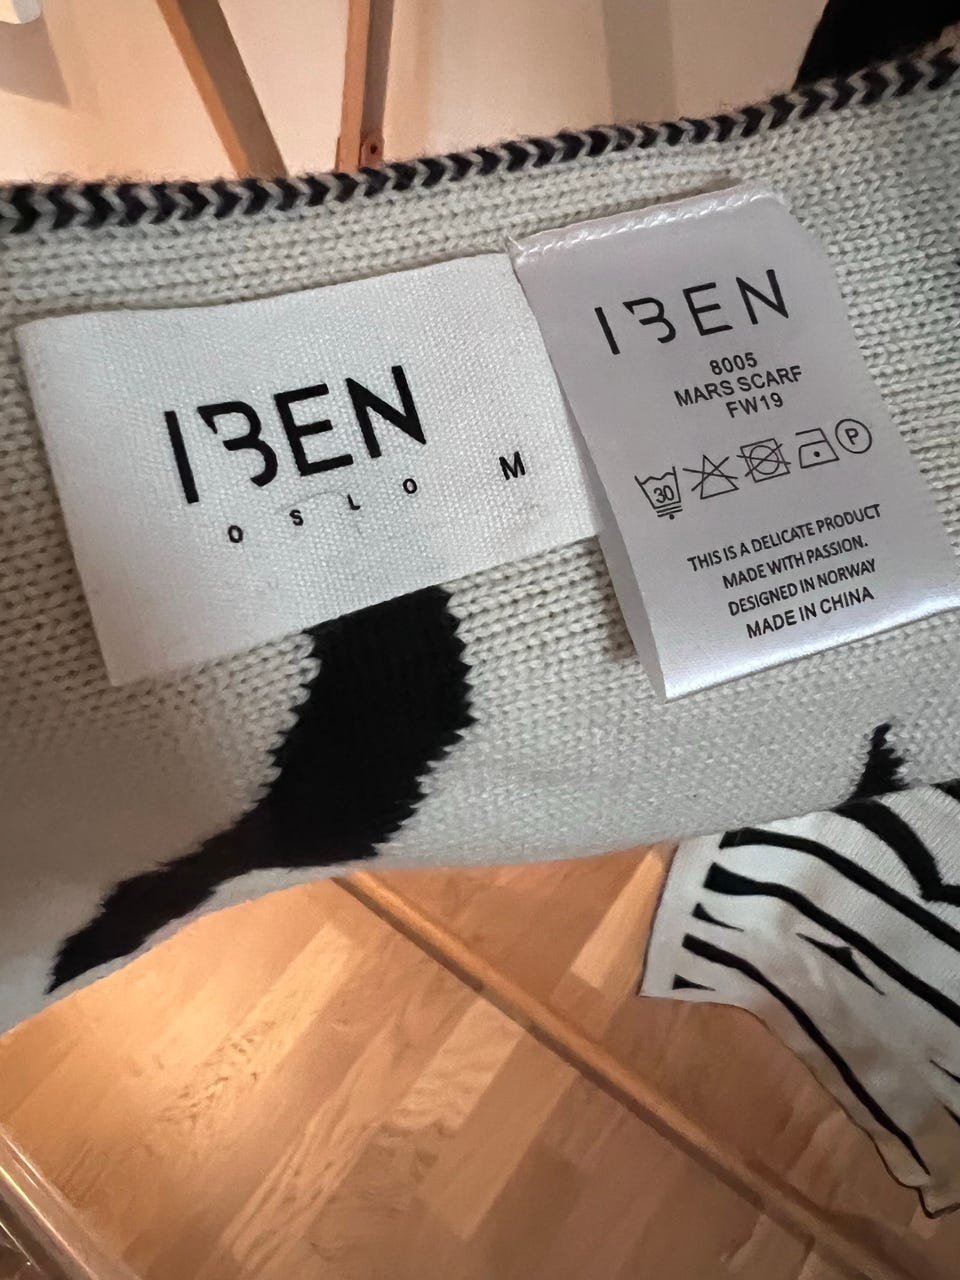 IBEN
OSLO M
IBEN
8005
MARS SCARF
FW19
30 P
THIS IS A DELICATE PRODUCT
MADE WITH PASSION.
DESIGNED IN NORWAY
MADE IN CHINA